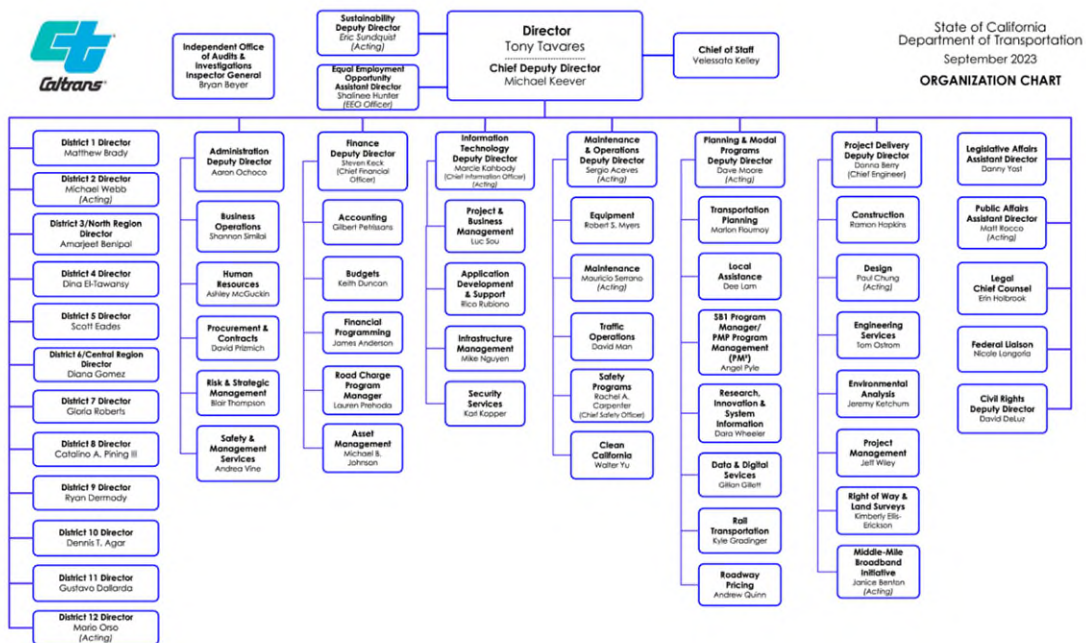 Caltrans
Independent Office
of Audits &
Investigations
Inspector General
Bryan Beyer
Sustainability
Deputy Director
Eric Sundquist
(Acting)
Equal Employment
Opportunity
Assistant Director
Shalinee Hunter
(EEO Officer)
Director
Tony Tavares
Chief Deputy Director
Michael Keever
Chief of Staff
Velessata Kelley
State of California
Department of Transportation
September 2023
ORGANIZATION CHART
District 1 Director
Matthew Brady
District 2 Director
Michael Webb
(Acting)
District 3/North Region
Director
Amarjeet Benipal
District 4 Director
Dina El-Tawansy
District 5 Director
Scott Eades
District 6/Central Region
Director
Diana Gomez
District 7 Director
Gloria Roberts
District 8 Director
Catalino A. Pining III
District 9 Director
Ryan Dermody
District 10 Director
Dennis T. Agar
District 11 Director
Gustavo Dallarda
District 12 Director
Mario Orso
(Acting)
Administration
Deputy Director
Aaron Ochoco
Business
Operations
Shannon Similai
Human
Resources
Ashley McGuckin
Procurement &
Contracts
David Prizmich
Risk & Strategic
Management
Blair Thompson
Safety &
Management
Services
Andrea Vine
Finance
Deputy Director
Steven Keck
(Chief Financial
Officer)
Accounting
Gilbert Petrissans
Budgets
Keith Duncan
Financial
Programming
James Anderson
Road Charge
Program
Manager
Lauren Prehoda
Asset
Management
Michael B.
Johnson
Information
Technology
Deputy Director
Marcie Kahbody
(Chief Information Officer)
(Acting)
Project &
Business
Management
Luc Sou
Application
Development
& Support
Rico Rubiono
Infrastructure
Management
Mike Nguyen
Security
Services
Karl Kopper
Maintenance
& Operations
Deputy Director
Sergio Aceves
(Acting)
Equipment
Robert S. Myers
Maintenance
Mauricio Serrano
(Acting)
Traffic
Operations
David Man
Safety
Programs
Rachel A.
Carpenter
(Chief Safety Officer)
Clean
California
Walter Yu
Planning & Modal
Programs
Deputy Director
Dave Moore
(Acting)
Transportation
Planning
Marlon Flournoy
Local
Assistance
Dee Lam
SB1 Program
Manager/
PMP Program
Management
(PM²)
Angel Pyle
Research,
Innovation &
System
Information
Dara Wheeler
Data & Digital
Sevices
Gillian Gillett
Rail
Transportation
Kyle Gradinger
Roadway
Pricing
Andrew Quinn
Project Delivery
Deputy Director
Donna Berry
(Chief Engineer)
Construction
Ramon Hopkins
Design
Paul Chung
(Acting)
Engineering
Services
Tom Ostrom
Environmental
Analysis
Jeremy Ketchum
Project
Management
Jeff Wiley
Right of Way &
Land Surveys
Kimberly Ellis-
Erickson
Middle-Mile
Broadband
Initiative
Janice Benton
(Acting)
Legislative Affairs
Assistant Director
Danny Yost
Public Affairs
Assistant Director
Matt Rocco
(Acting)
Legal
Chief Counsel
Erin Holbrook
Federal Liaison
Nicole Longoria
Civil Rights
Deputy Director
David DeLuz